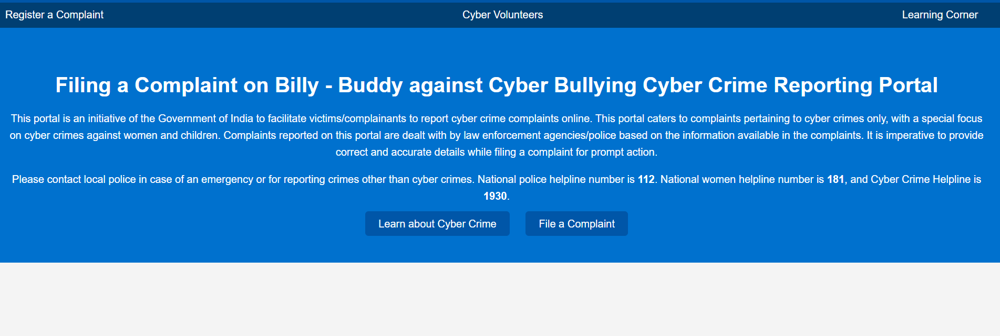 Register a Complaint
Cyber Volunteers
Learning Corner
Filing a Complaint on Billy - Buddy against Cyber Bullying Cyber Crime Reporting Portal
This portal is an initiative of the Government of India to facilitate victims/complainants to report cyber crime complaints online. This portal caters to complaints pertaining to cyber crimes only, with a special focus
on cyber crimes against women and children. Complaints reported on this portal are dealt with by law enforcement agencies/police based on the information available in the complaints. It is imperative to provide
correct and accurate details while filing a complaint for prompt action.
Please contact local police in case of an emergency or for reporting crimes other than cyber crimes. National police helpline number is 112. National women helpline number is 181, and Cyber Crime Helpline is
1930.
Learn about Cyber Crime
File a Complaint